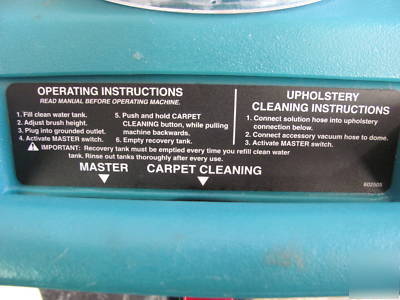 OPERATING INSTRUCTIONS
READ MANUAL BEFORE OPERATING MACHINE.
1. Fill clean water tank.
2. Adjust brush height.
3. Plug into grounded outlet.
4. Activate MASTER switch.
5. Push and hold CARPET
CLEANING button, while pulling
machine backwards.
6. Empty recovery tank.
IMPORTANT: Recovery tank must be emptied every time you refill clean water
tank. Rinse out tanks thoroughly after every use.
MASTER
CARPET CLEANING
UPHOLSTERY
CLEANING INSTRUCTIONS
1. Connect solution hose into upholstery
connection below.
2. Connect accessory vacuum hose to dome.
3. Activate MASTER switch.
602505